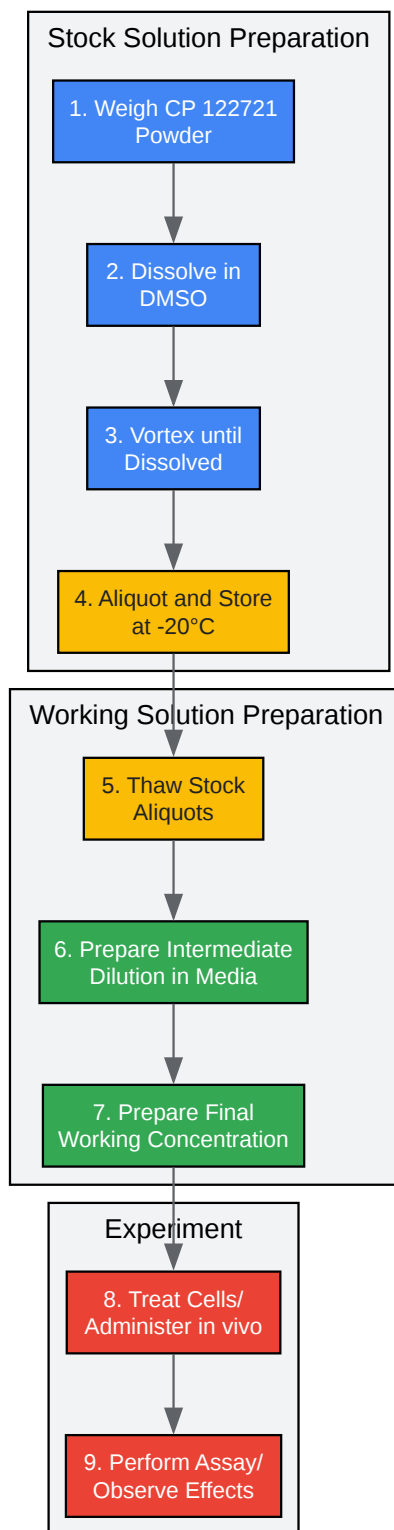 Stock Solution Preparation
1. Weigh CP 122721
Powder
2. Dissolve in
DMSO
3. Vortex until
Dissolved
4. Aliquot and Store
at -20°C
Working Solution Preparation
5. Thaw Stock
Aliquots
6. Prepare Intermediate
Dilution in Media
7. Prepare Final
Working Concentration
Experiment
8. Treat Cells/
Administer in vivo
9. Perform Assay/
Observe Effects